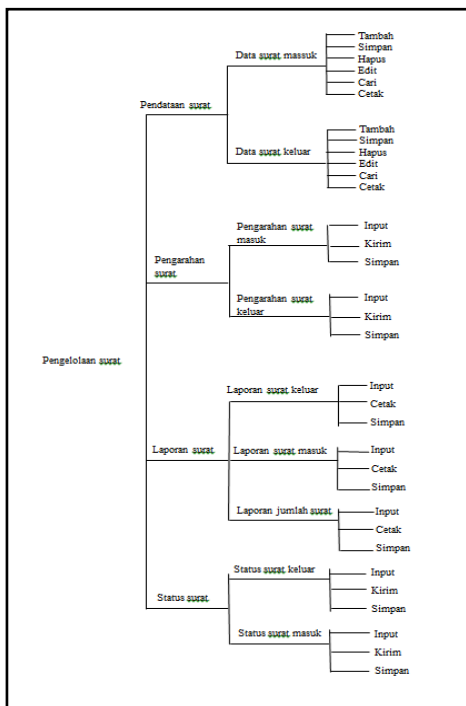 Tambah
Simpan
Data surat massuk
Hapus
Edit
Cari
Cetak
Pendataan surat
Tambah
Simpan
Data surat keluar
Hapus
Edit
Cari
Cetak
Pengarahan surat
masuk
Input
Kirim
Simpan
Pengarahan
surat
Pengarahan surat
keluar
Input
Kirim
Simpan
Pengelolaan surat
Laporan surat keluar
Input
Cetak
Simpan
Laporan surat
Laporan surat masuk
Input
Cetak
Simpan
Laporan jumlah surat
Input
Cetak
Simpan
Status surat keluar
Input
Kirim
Simpan
Status surat
Status surat masuk
Input
Kirim
Simpan